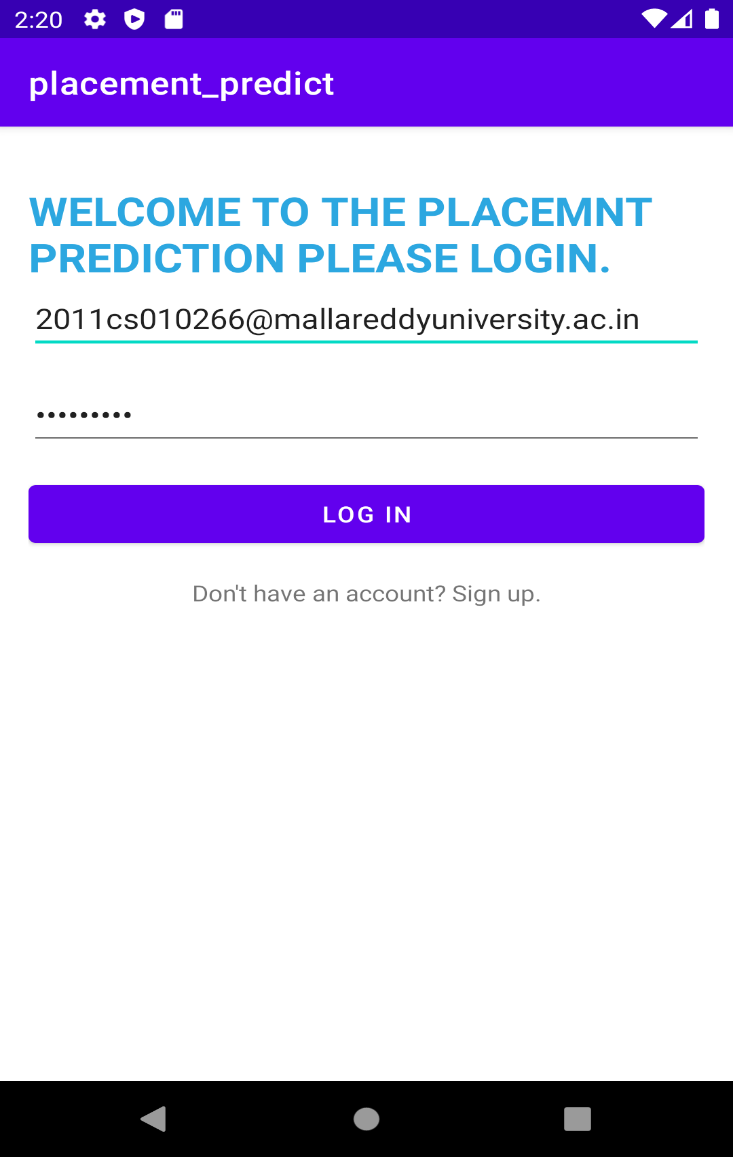 2:20
placement_predict
WELCOME TO THE PLACEMNT
PREDICTION PLEASE LOGIN.
2011cs010266@mallareddyuniversity.ac.in
•••••••••
LOG IN
Don't have an account? Sign up.